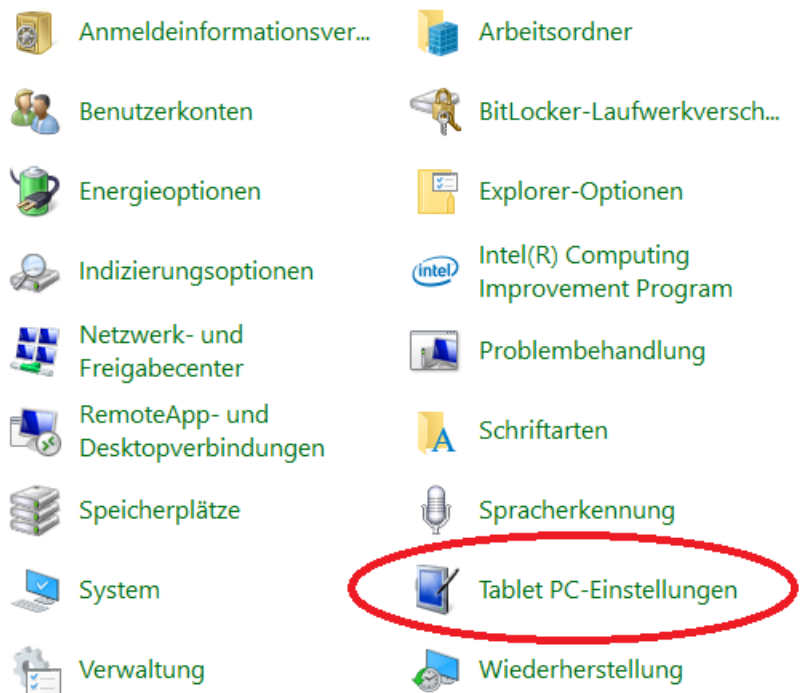 Anmeldeinformationsver...
Arbeitsordner
Benutzerkonten
BitLocker-Laufwerkversch...
Energieoptionen
Explorer-Optionen
Indizierungsoptionen
intel
Intel(R) Computing
Improvement Program
Netzwerk- und
Freigabecenter
Problembehandlung
RemoteApp- und
Desktopverbindungen
A
Schriftarten
Speicherplätze
Spracherkennung
System
Tablet PC-Einstellungen
Verwaltung
Wiederherstellung